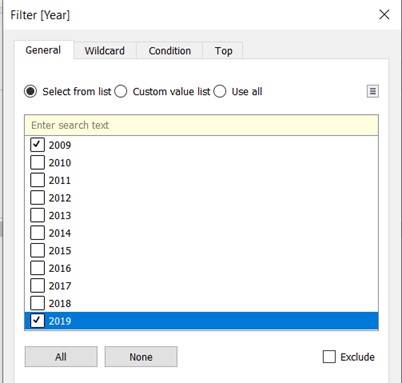 Filter [Year]
General Wildcard Condition Top
Select from list Custom value list Use all
Enter search text
2009
2010
2011
2012
2013
2014
2015
2016
2017
2018
2019
All None Exclude